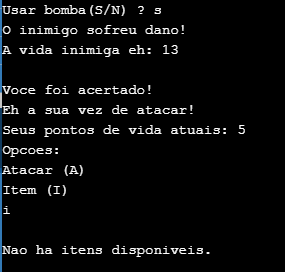 Usar bomba(S/N) ? s
O inimigo sofreu dano!
A vida inimiga eh: 13
Voce foi acertado!
Eh a sua vez de atacar!
Seus pontos de vida atuais: 5
Opcoes:
Atacar (A)
Item (I)
i
Nao ha itens disponiveis.